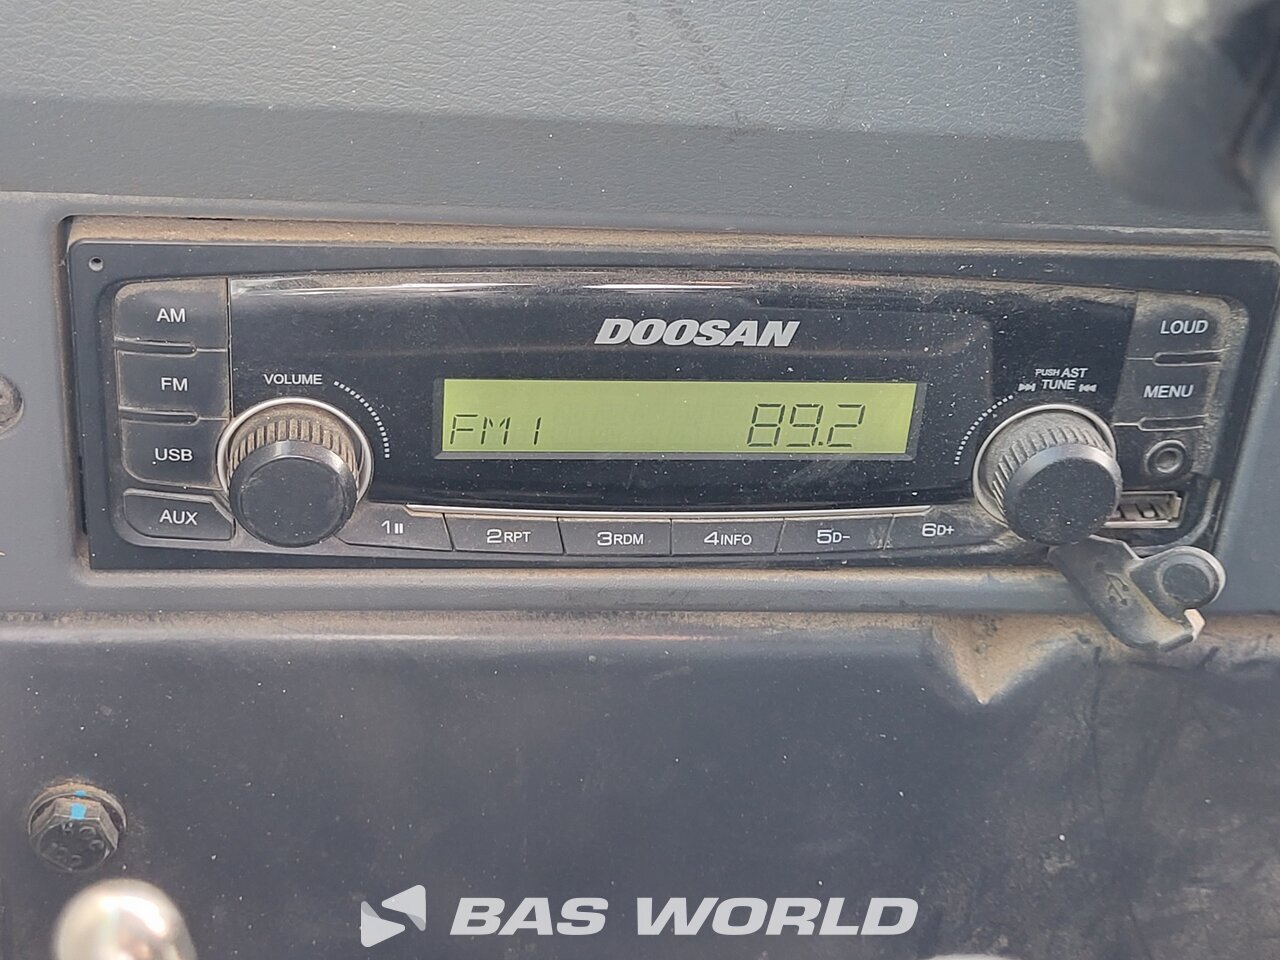 AM
FM
USB
AUX
VOLUME
DOOSAN
FM1 89.2
PUSH AST
TUNE
LOUD
MENU
1
2RPT
3RDM
4INFO
5D-
6D+
BAS WORLD